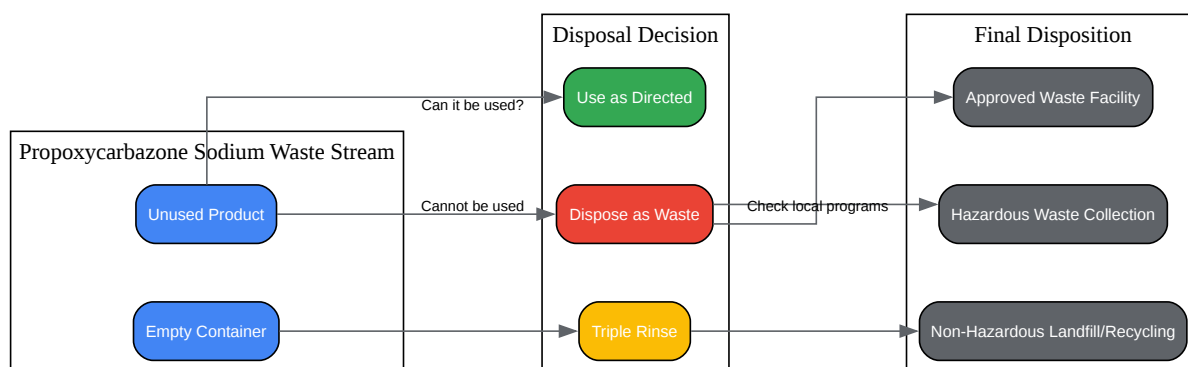 Disposal Decision
Final Disposition
Use as Directed
Approved Waste Facility
Can it be used?
Propoxycarbazone Sodium Waste Stream
Unused Product
Cannot be used
Dispose as Waste
Check local programs
Hazardous Waste Collection
Empty Container
Triple Rinse
Non-Hazardous Landfill/Recycling